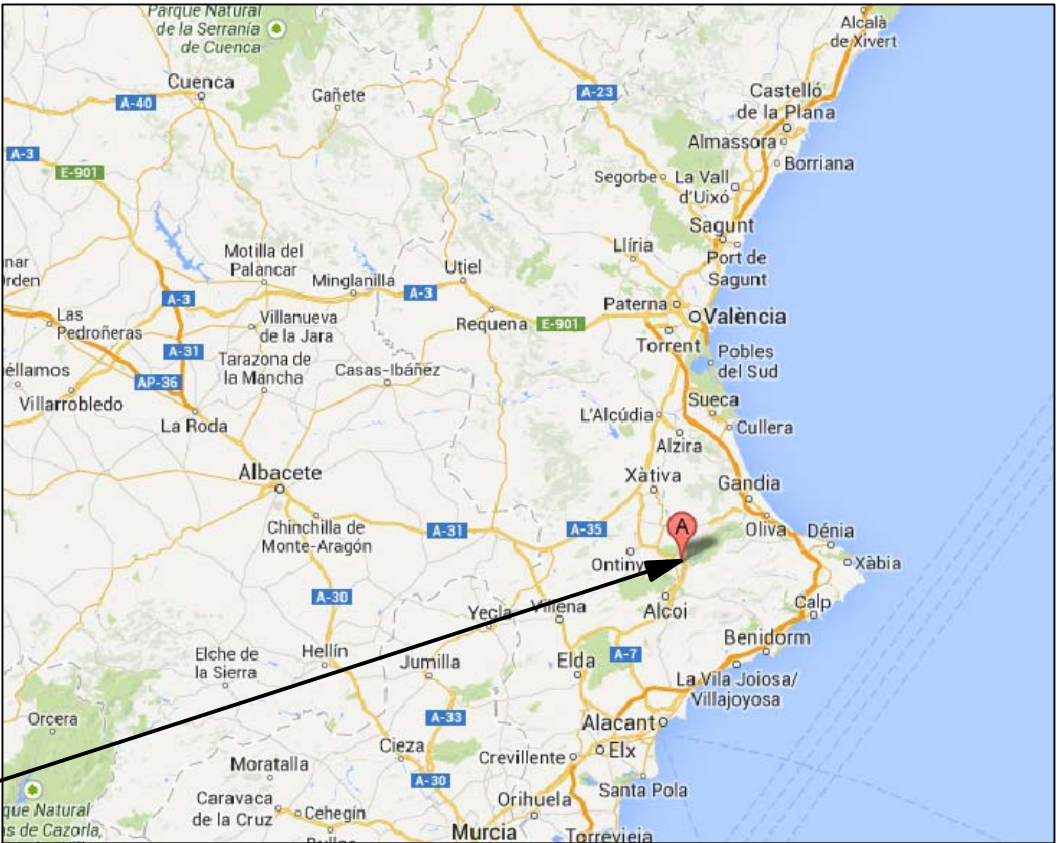 Parque Natural
de la Serranía
de Cuenca
Alcalà
de Xivert
Cuenca
Cañete
A-40
A-23
Castelló
de la Plana
Almassora
Borriana
A-3
E-901
Segorbe
La Vall
d'Uixó
Sagunt
Port de
Sagunt
Llíria
Motilla del
Palancar
Minglanilla
Utiel
A-3
A-3
Las
Pedroñeras
Villanueva
de la Jara
Requena
E-901
Paterna
València
Torrent
Pobles
del Sud
A-31
Tarazona de
la Mancha
Casas-Ibáñez
AP-36
Villarrobledo
La Roda
Sueca
L'Alcúdia
Cullera
Alzira
Albacete
Xàtiva
Gandia
Chinchilla de
Monte-Aragón
A-31
A-35
A
Oliva
Dénia
Xàbia
A-30
Yecla
Villena
Alcoi
Calp
Benidorm
Elche de
la Sierra
Hellín
Jumilla
Elda
A-7
La Vila Joiosa/
Villajoyosa
Orcera
A-33
Alacant
Cieza
Crevillente
Elx
Moratalla
A-30
Santa Pola
Caravaca
de la Cruz
Cehegín
Orihuela
Murcia
Torrevieja